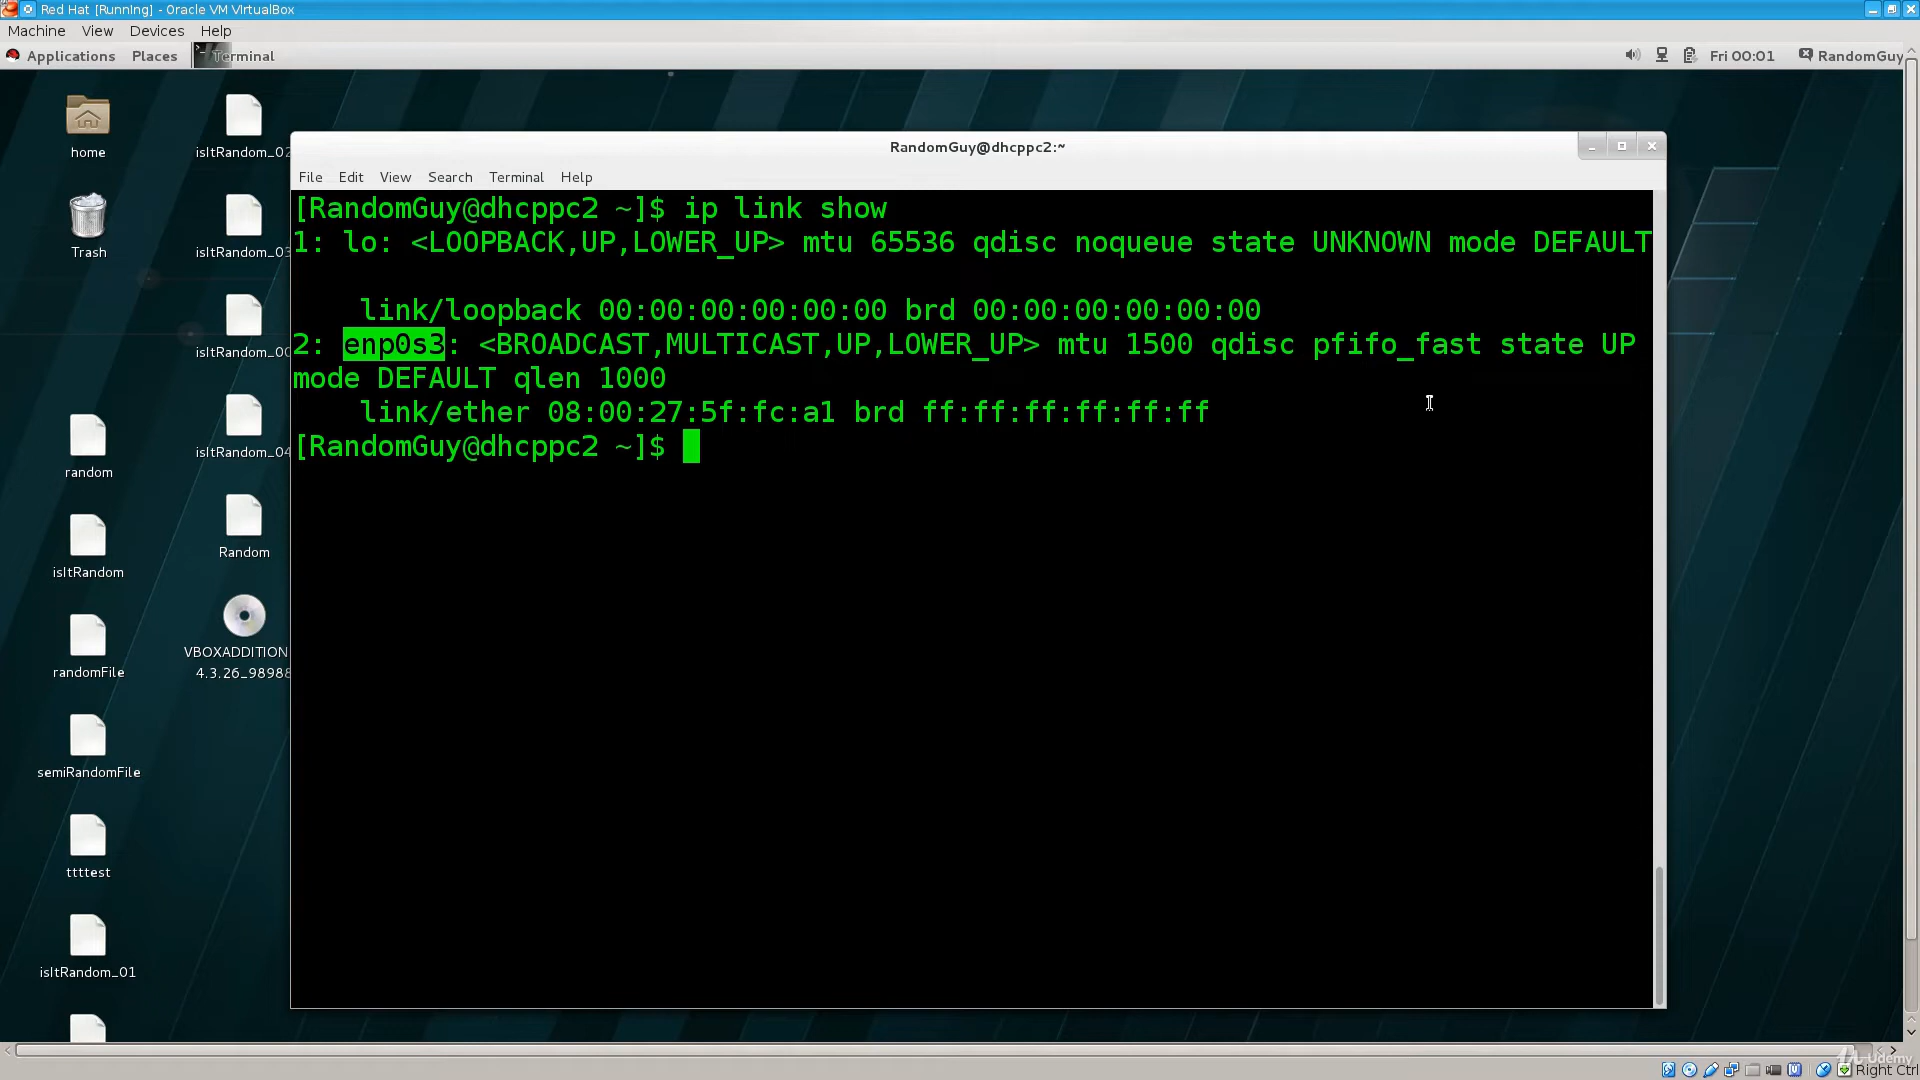 Red Hat [Running] - Oracle VM VirtualBox
Machine View Devices Help
Applications Places Terminal Fri 00:01 RandomGuy
RandomGuy@dhcppc2:~
File Edit View Search Terminal Help
[RandomGuy@dhcppc2 ~]$ ip link show
1: lo: <LOOPBACK,UP,LOWER_UP> mtu 65536 qdisc noqueue state UNKNOWN mode DEFAULT
link/loopback 00:00:00:00:00:00 brd 00:00:00:00:00:00
2: enp0s3: <BROADCAST,MULTICAST,UP,LOWER_UP> mtu 1500 qdisc pfifo_fast state UP
mode DEFAULT qlen 1000
link/ether 08:00:27:5f:fc:a1 brd ff:ff:ff:ff:ff:ff
[RandomGuy@dhcppc2 ~]$
home
Trash
random
isItRandom
randomFile
semiRandomFile
ttttest
isItRandom_01
isItRandom_02
isItRandom_03
isItRandom_00
isItRandom_04
Random
VBOXADDITION
4.3.26_98988
Udemy
Right Ctrl